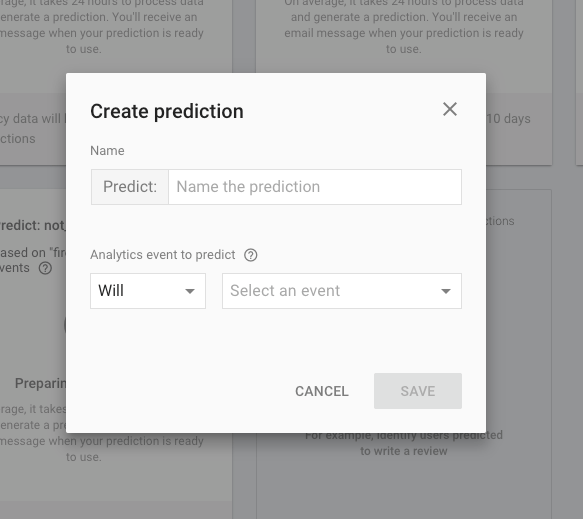 average, it takes 24 hours to process data
generate a prediction. You'll receive an
message when your prediction is ready
to use.
On average, it takes 24 hours to process data
and generate a prediction. You'll receive an
email message when your prediction is ready
to use.
cy data will
ctions
10 days
Create prediction
Name
Predict:
Name the prediction
Analytics event to predict
Will
Select an event
CANCEL
SAVE
redict: not_
ased on "fire
vents
ctions
Preparin
rage, it takes
enerate a pre
message when your prediction is ready
to use.
For example, identify users predicted
to write a review